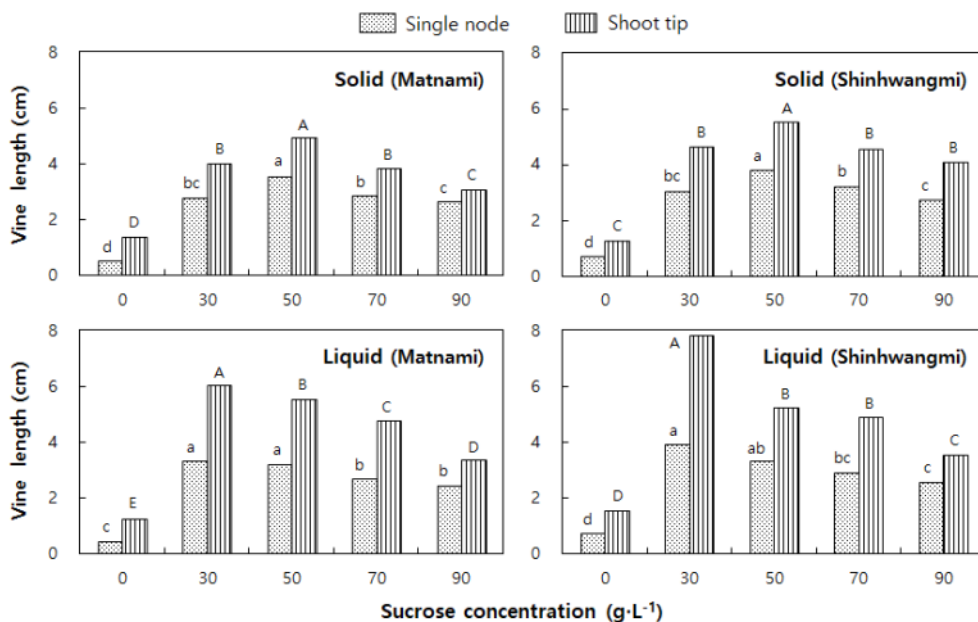 Single node Shoot tip
Solid (Matnami)
Vine length (cm)
8
6
4
2
0
d D bc B a A b B c C
0 30 50 70 90
Solid (Shinhwangmi)
8
6
4
2
0
d C bc B a A b B c B
0 30 50 70 90
Liquid (Matnami)
Vine length (cm)
8
6
4
2
0
c E a A a B b C b D
0 30 50 70 90
Liquid (Shinhwangmi)
8
6
4
2
0
d D a A ab B bc B c C
0 30 50 70 90
Sucrose concentration (g·L⁻¹)